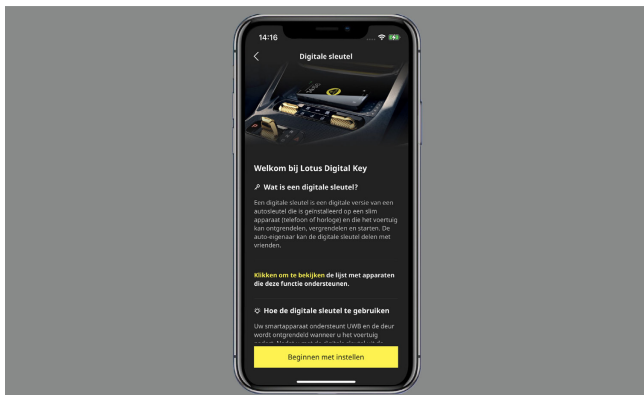 14:16
Digitale sleutel
Welkom bij Lotus Digital Key
Wat is een digitale sleutel?
Een digitale sleutel is een digitale versie van een
autosleutel die is geïnstalleerd op een slim
apparaat (telefoon of horloge) en die het voertuig
kan ontgrendelen, vergrendelen en starten. De
auto-eigenaar kan de digitale sleutel delen met
vrienden.
Klikken om te bekijken de lijst met apparaten
die deze functie ondersteunen.
Hoe de digitale sleutel te gebruiken
Uw smartapparaat ondersteunt UWB en de deur
wordt ontgrendeld wanneer u het voertuig
Beginnen met instellen